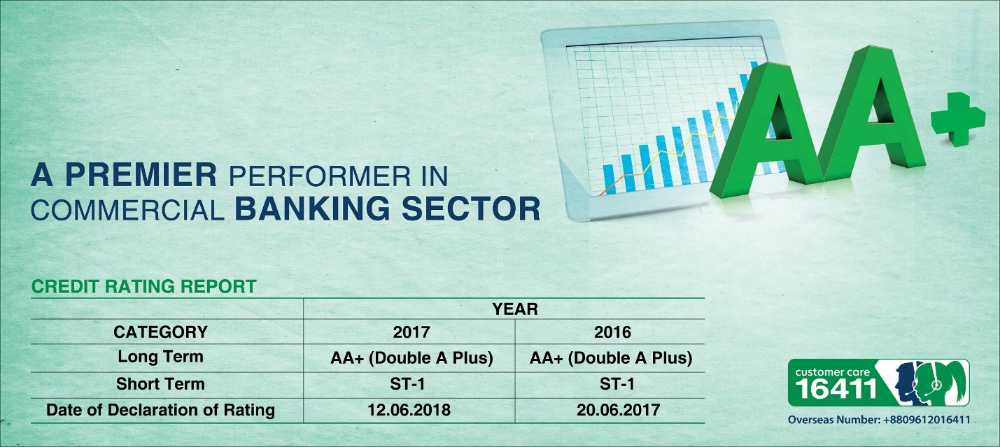 AA+
A PREMIER PERFORMER IN
COMMERCIAL BANKING SECTOR
CREDIT RATING REPORT
YEAR
CATEGORY 2017 2016
Long Term AA+ (Double A Plus) AA+ (Double A Plus)
Short Term ST-1 ST-1
Date of Declaration of Rating 12.06.2018 20.06.2017
customer care
16411
Overseas Number: +8809612016411